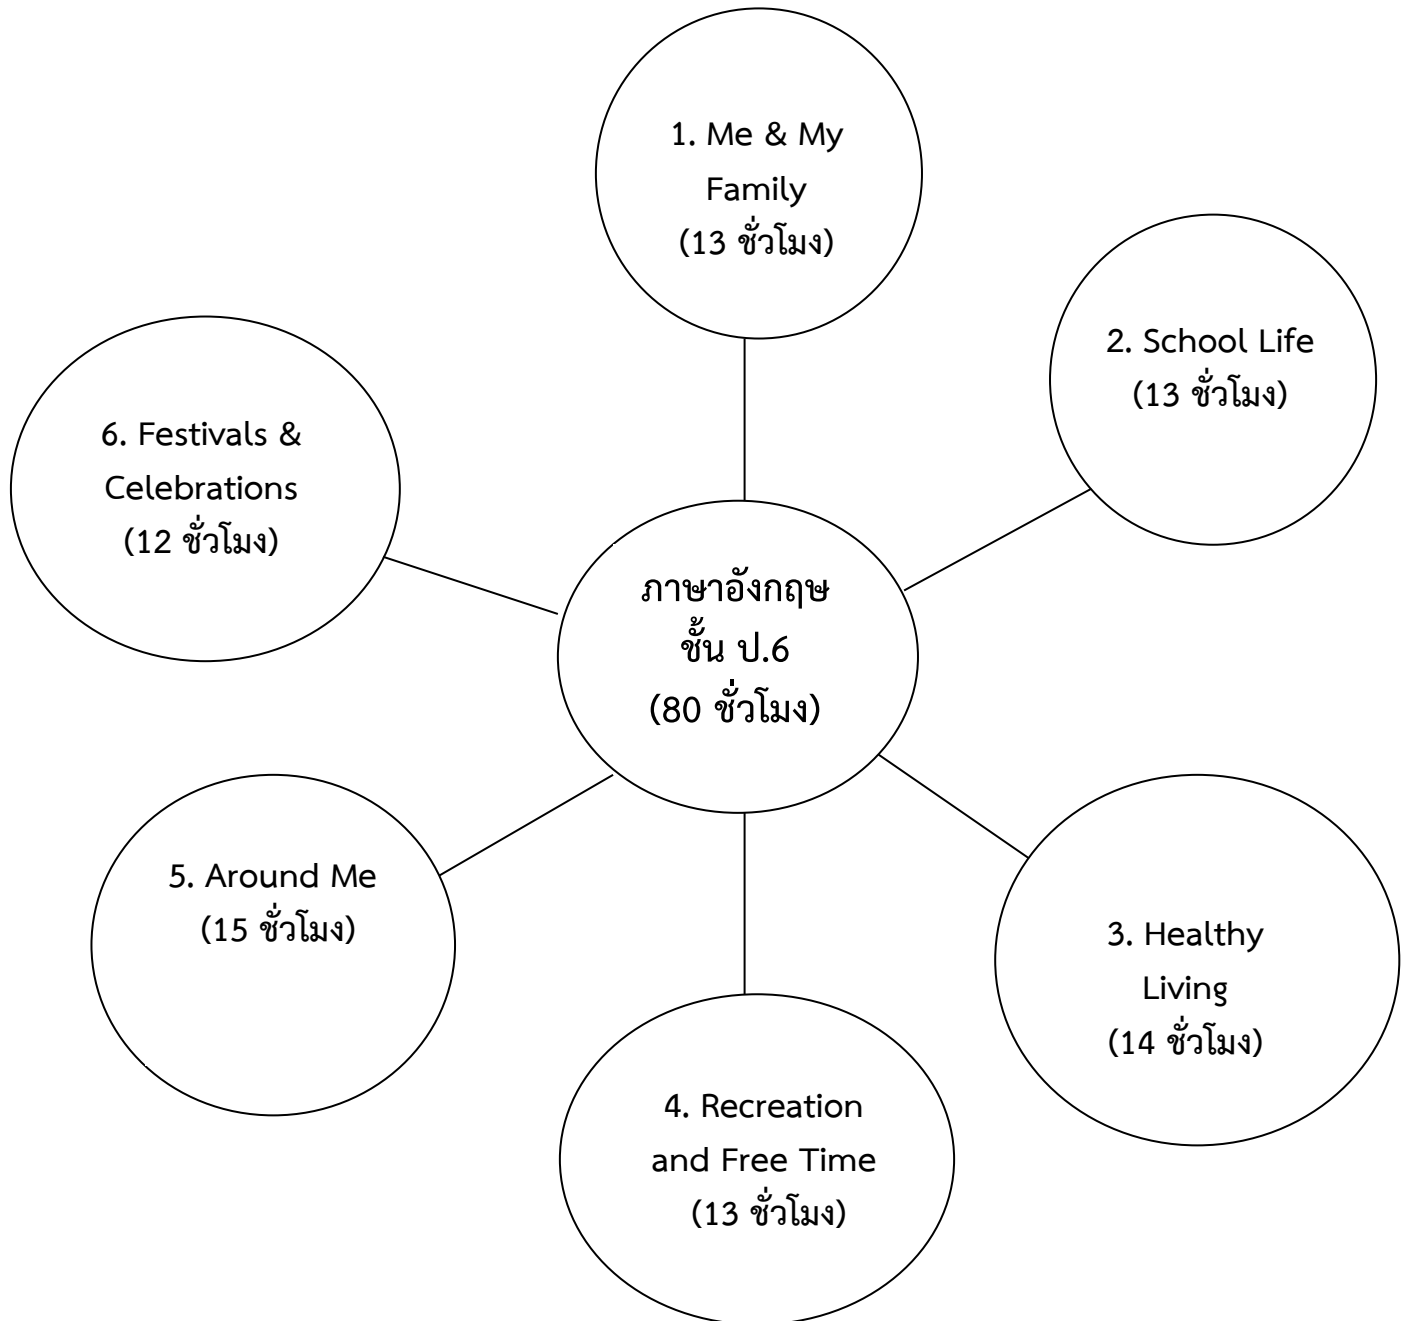 1. Me & My
Family
(13 ชั่วโมง)
2. School Life
(13 ชั่วโมง)
6. Festivals &
Celebrations
(12 ชั่วโมง)
ภาษาอังกฤษ
ชั้น ป.6
(80 ชั่วโมง)
5. Around Me
(15 ชั่วโมง)
3. Healthy
Living
(14 ชั่วโมง)
4. Recreation
and Free Time
(13 ชั่วโมง)